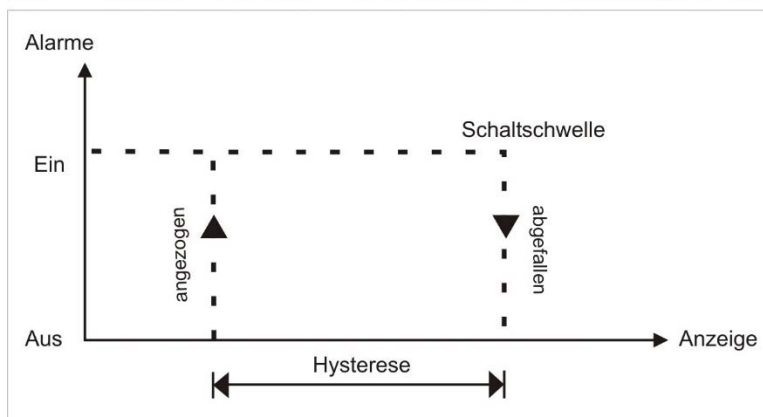 Alarme
Schaltschwelle
Ein
angezogen
abgefallen
Aus
Anzeige
Hysterese